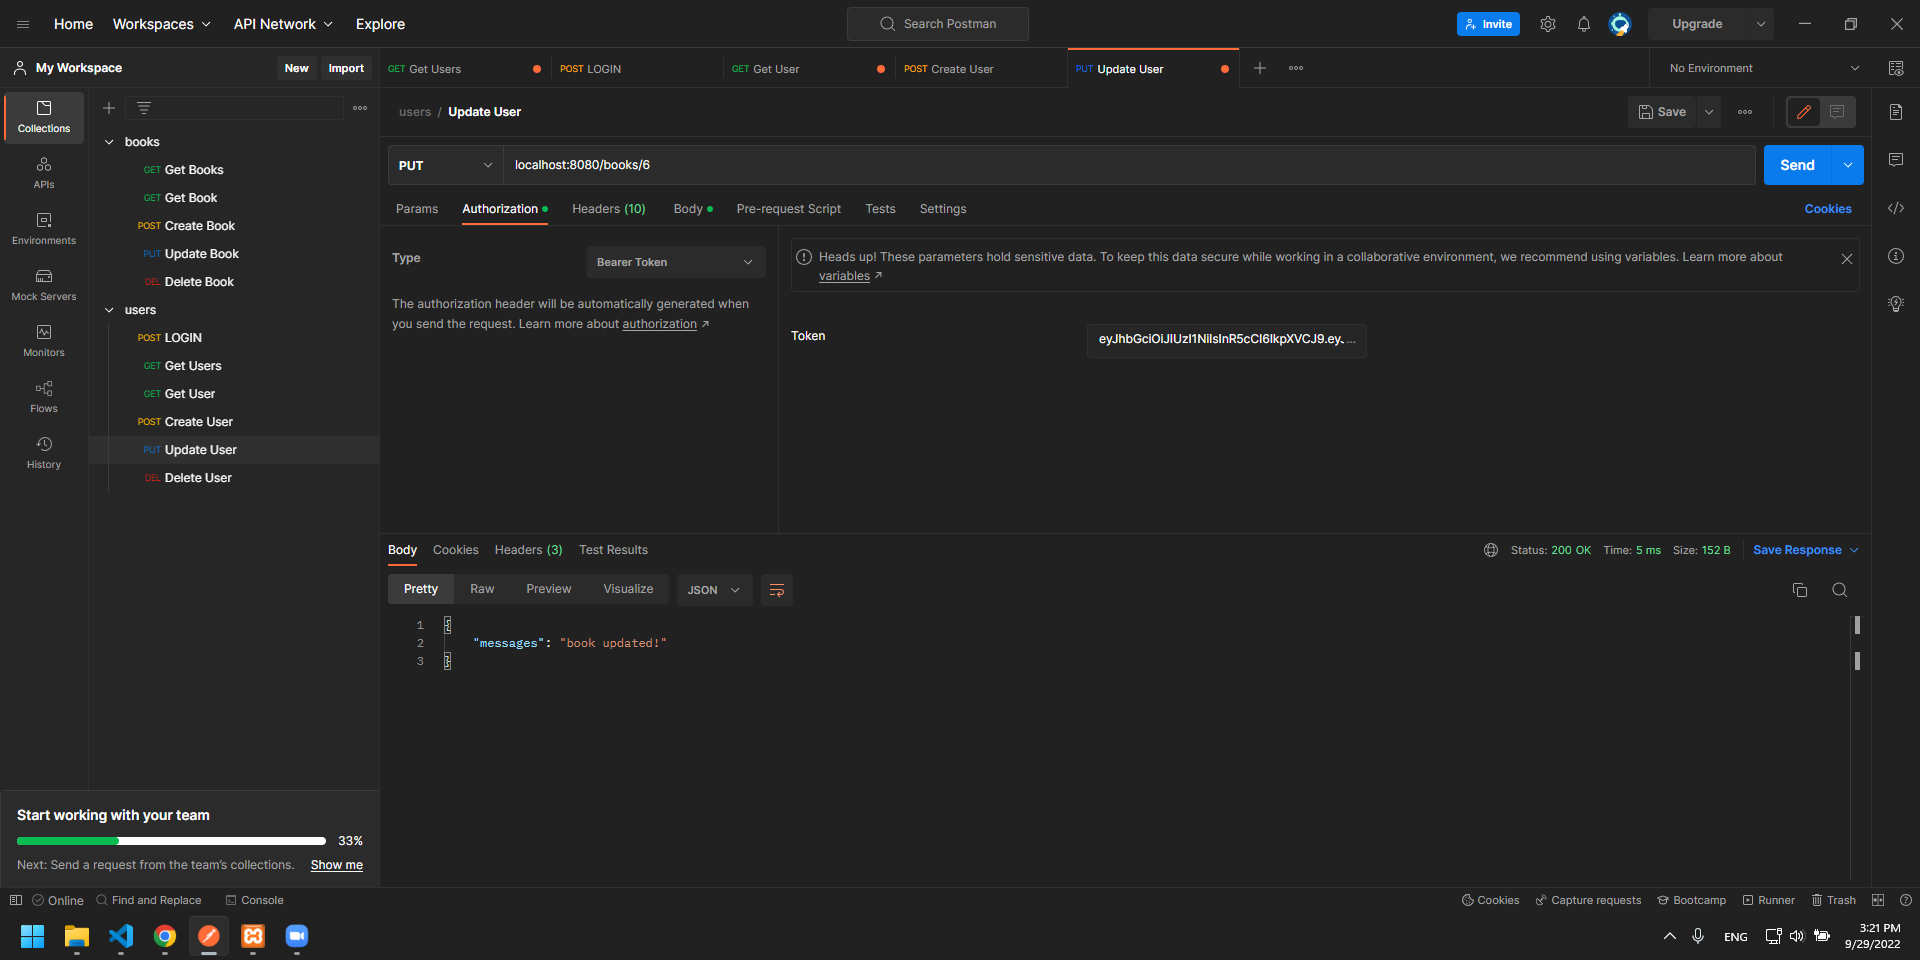 Home Workspaces API Network Explore Search Postman Invite Upgrade
My Workspace New Import GET Get Users POST LOGIN GET Get User POST Create User PUT Update User No Environment
Collections
APIs
Environments
Mock Servers
Monitors
Flows
History
books
GET Get Books
GET Get Book
POST Create Book
PUT Update Book
DEL Delete Book
users
POST LOGIN
GET Get Users
GET Get User
POST Create User
PUT Update User
DEL Delete User
users / Update User Save
PUT localhost:8080/books/6 Send
Params Authorization Headers (10) Body Pre-request Script Tests Settings Cookies
Type Bearer Token
The authorization header will be automatically generated when
you send the request. Learn more about authorization ↗
Heads up! These parameters hold sensitive data. To keep this data secure while working in a collaborative environment, we recommend using variables. Learn more about
variables ↗
Token eyJhbGciOiJIUzI1NiIsInR5cCI6IkpXVCJ9.ey. ...
Body Cookies Headers (3) Test Results Status: 200 OK Time: 5 ms Size: 152 B Save Response
Pretty Raw Preview Visualize JSON
1 {
2 "messages": "book updated!"
3 }
Start working with your team
33%
Next: Send a request from the team's collections. Show me
Online Find and Replace Console Cookies Capture requests Bootcamp Runner Trash
ENG 3:21 PM
9/29/2022